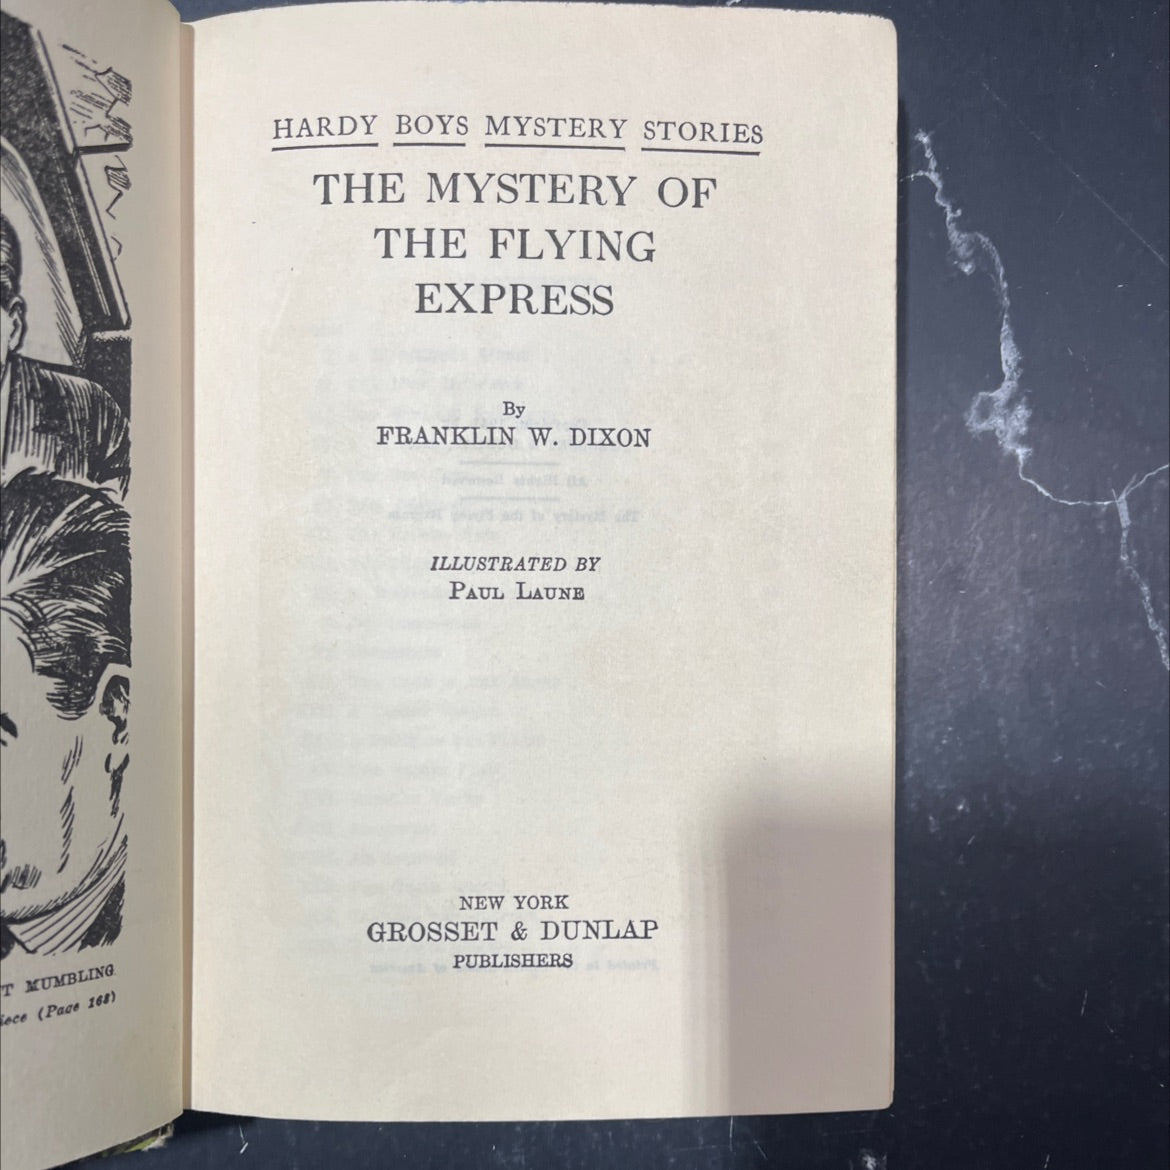 HARDY BOYS MYSTERY STORIES
THE MYSTERY OF
THE FLYING
EXPRESS
By
FRANKLIN W. DIXON
ILLUSTRATED BY
PAUL LAUNE
NEW YORK
GROSSET & DUNLAP
PUBLISHERS
MUMBLING
(Page 168)